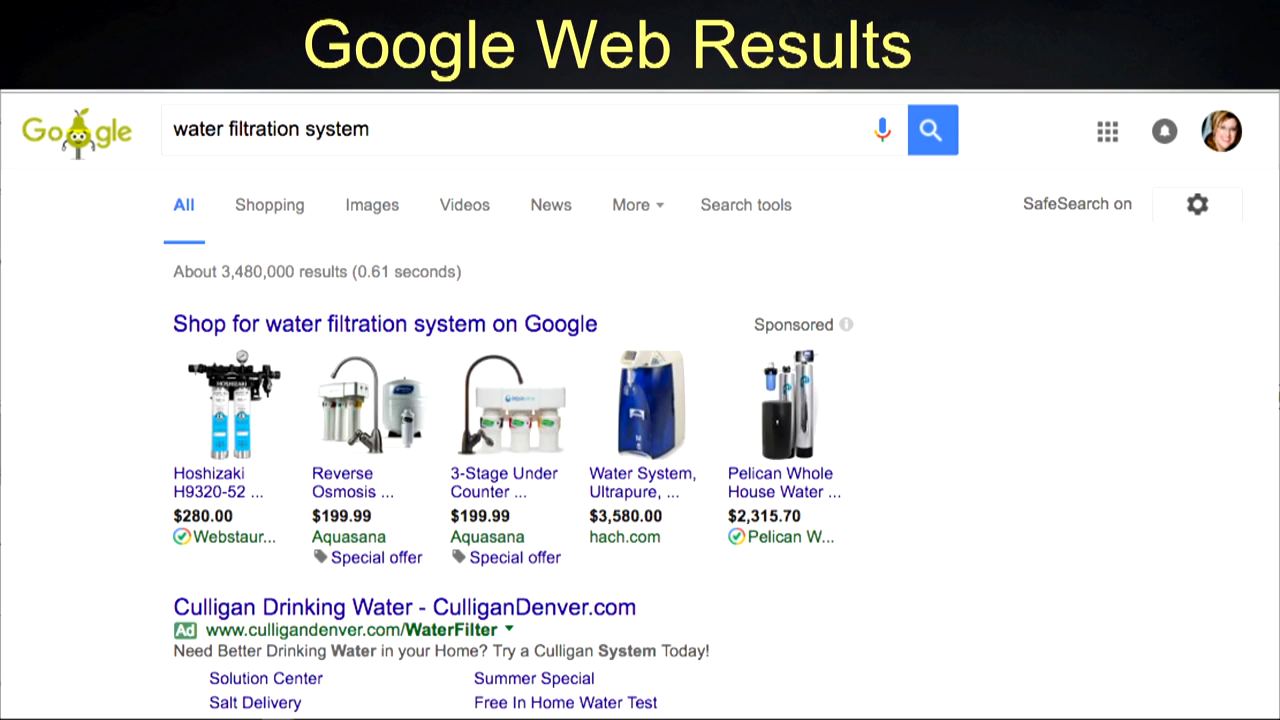 Google Web Results
Google
water filtration system
All Shopping Images Videos News More Search tools SafeSearch on
About 3,480,000 results (0.61 seconds)
Shop for water filtration system on Google Sponsored
HOSHIZAKI
Hoshizaki H9320-52 ...
$280.00
Webstaur...
Reverse Osmosis ...
$199.99
Aquasana
Special offer
3-Stage Under Counter ...
$199.99
Aquasana
Special offer
Water System, Ultrapure, ...
$3,580.00
hach.com
Pelican Whole House Water ...
$2,315.70
Pelican W...
Culligan Drinking Water - CulliganDenver.com
Ad www.culligandenver.com/WaterFilter
Need Better Drinking Water in your Home? Try a Culligan System Today!
Solution Center Summer Special
Salt Delivery Free In Home Water Test